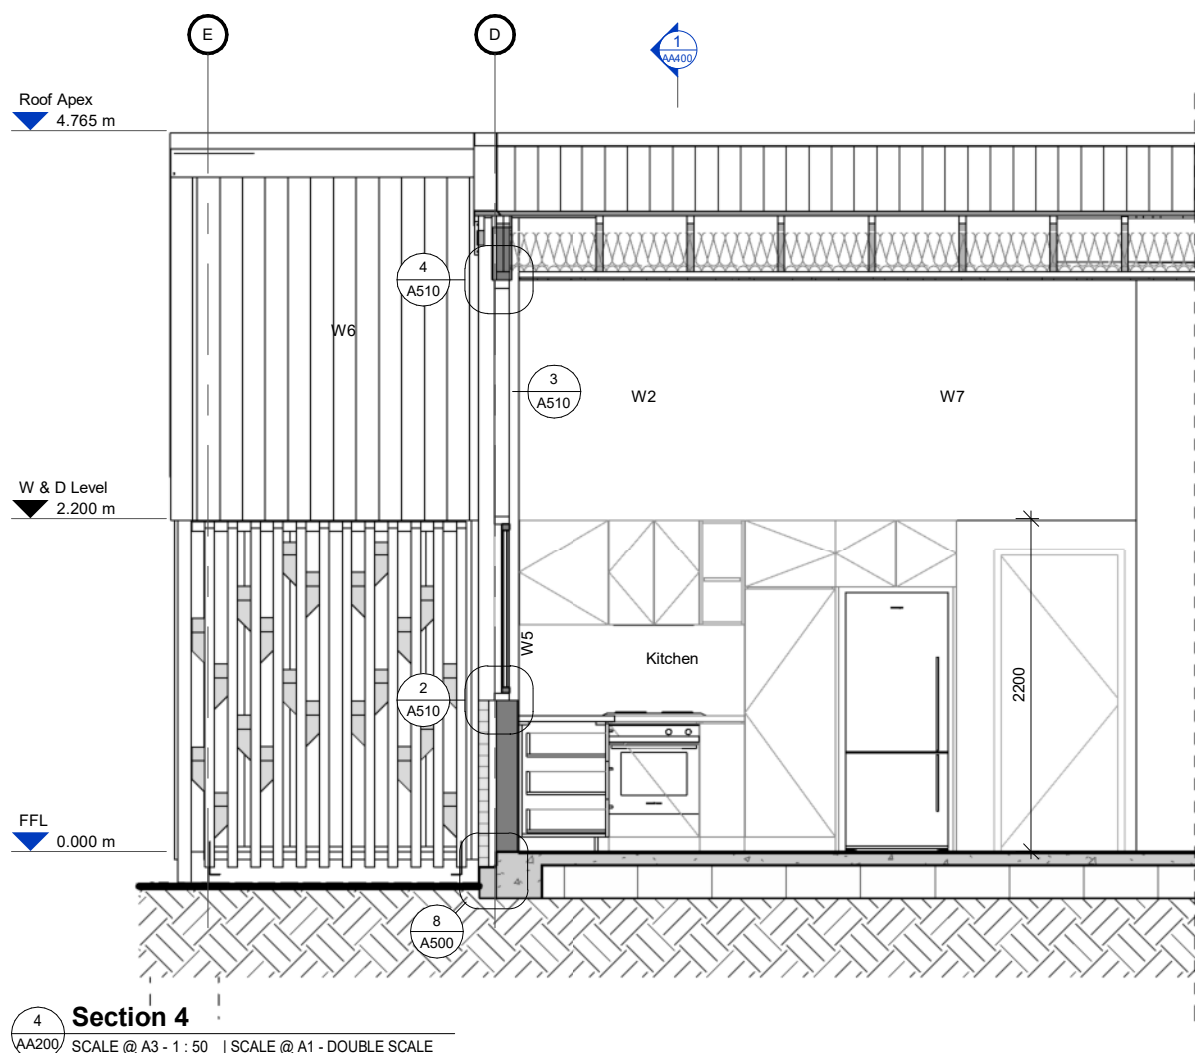 E
D
1
AA400
Roof Apex
4.765 m
4
A510
W6
3
A510
W2
W7
W & D Level
2.200 m
W5
Kitchen
2
A510
2200
FFL
0.000 m
8
A500
4
AA200
Section 4
SCALE @ A3 - 1 : 50 | SCALE @ A1 - DOUBLE SCALE